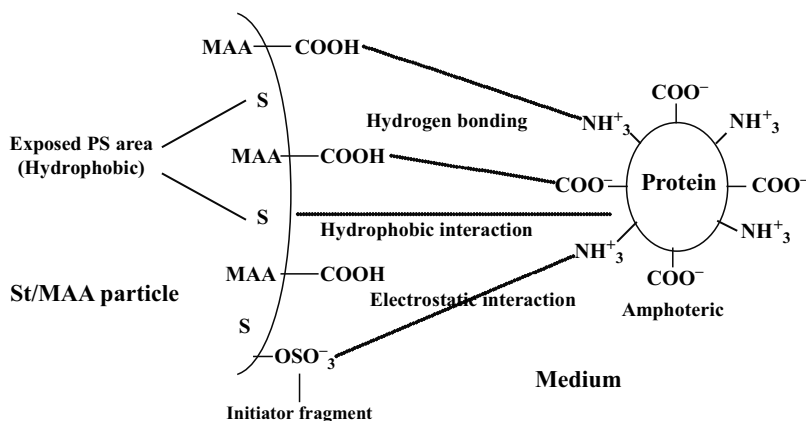 MAA COOH
COO⁻
S
NH⁺₃
NH⁺₃
Hydrogen bonding
Exposed PS area
(Hydrophobic)
MAA COOH
COO⁻
Protein
COO⁻
S
Hydrophobic interaction
NH⁺₃
NH⁺₃
MAA COOH
COO⁻
St/MAA particle
Electrostatic interaction
Amphoteric
S
OSO⁻₃
Medium
Initiator fragment